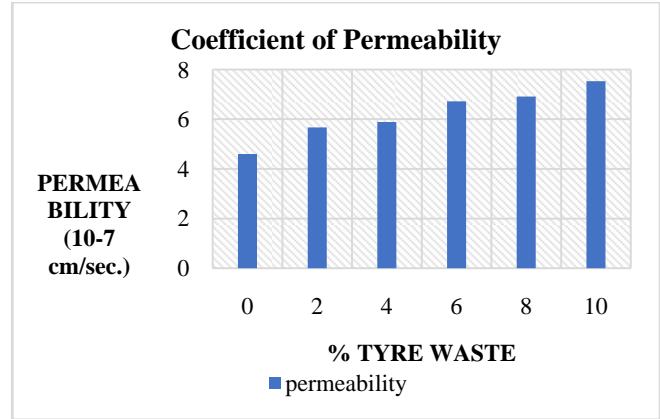 Coefficient of Permeability
8
6
4
2
0
PERMEA
BILITY
(10-7
cm/sec.)
0 2 4 6 8 10
% TYRE WASTE
permeability